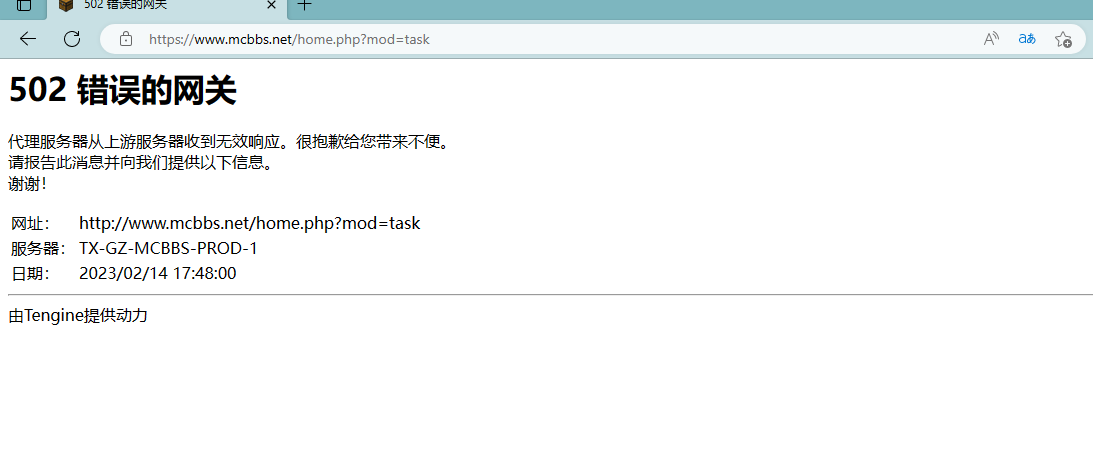 502 错误的网关
https://www.mcbbs.net/home.php?mod=task
502 错误的网关
代理服务器从上游服务器收到无效响应。很抱歉给您带来不便。
请报告此消息并向我们提供以下信息。
谢谢！
网址： http://www.mcbbs.net/home.php?mod=task
服务器： TX-GZ-MCBBS-PROD-1
日期： 2023/02/14 17:48:00
由Tengine提供动力